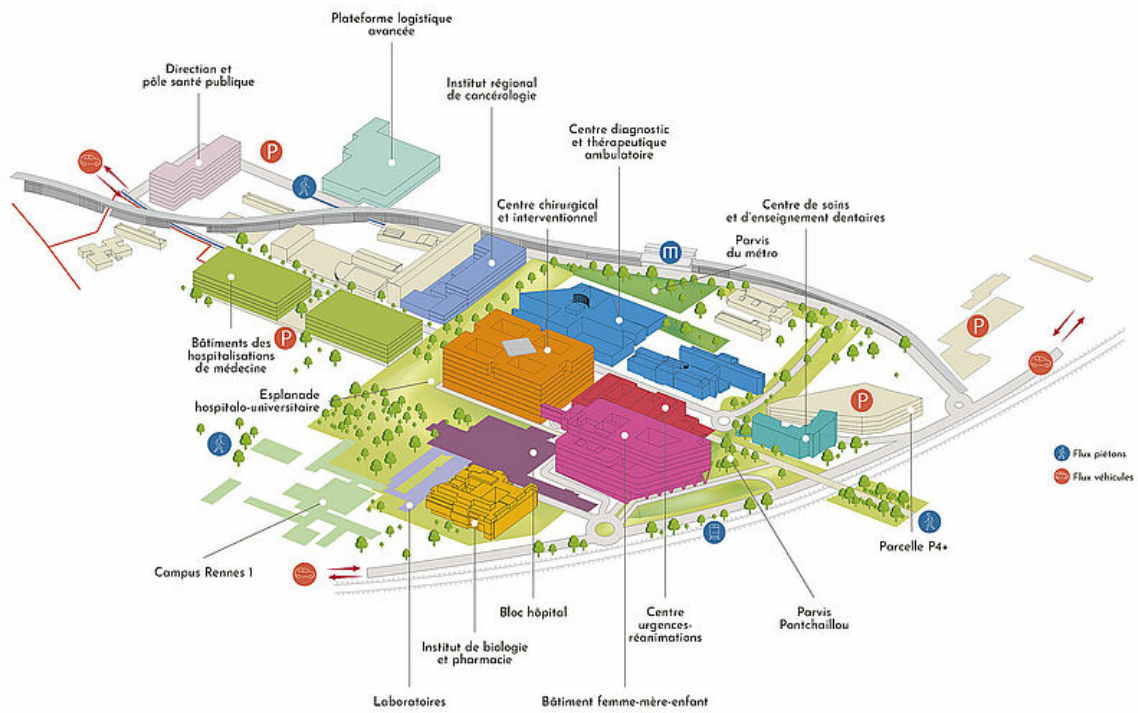 Plateforme logistique
avancée
Direction et
pôle santé publique
Institut régional
de cancérologie
Centre diagnostic
et thérapeutique
ambulatoire
P
Centre chirurgical
et interventionnel
Centre de soins
et d'enseignement dentaires
m
Parvis
du métro
P
Bâtiments des
hospitalisations
de médecine
P
Esplanade
hospitalo-universitaire
P
Flux piétons
Flux véhicules
Parcelle P4+
Campus Rennes 1
Bloc hôpital
Centre
urgences-
réanimations
Parvis
Pontchaillou
Institut de biologie
et pharmacie
Laboratoires
Bâtiment femme-mère-enfant